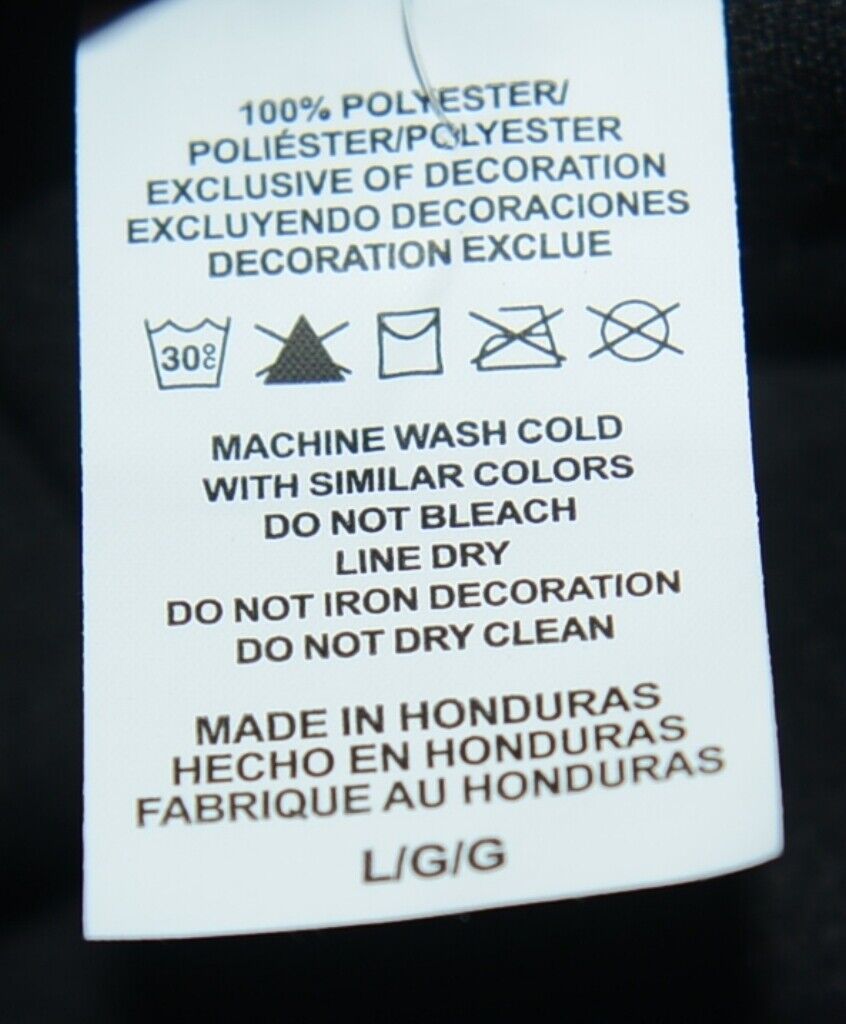 100% POLYESTER/
POLIÉSTER/POLYESTER
EXCLUSIVE OF DECORATION
EXCLUYENDO DECORACIONES
DECORATION EXCLUE
30°C
MACHINE WASH COLD
WITH SIMILAR COLORS
DO NOT BLEACH
LINE DRY
DO NOT IRON DECORATION
DO NOT DRY CLEAN
MADE IN HONDURAS
HECHO EN HONDURAS
FABRIQUE AU HONDURAS
L/G/G